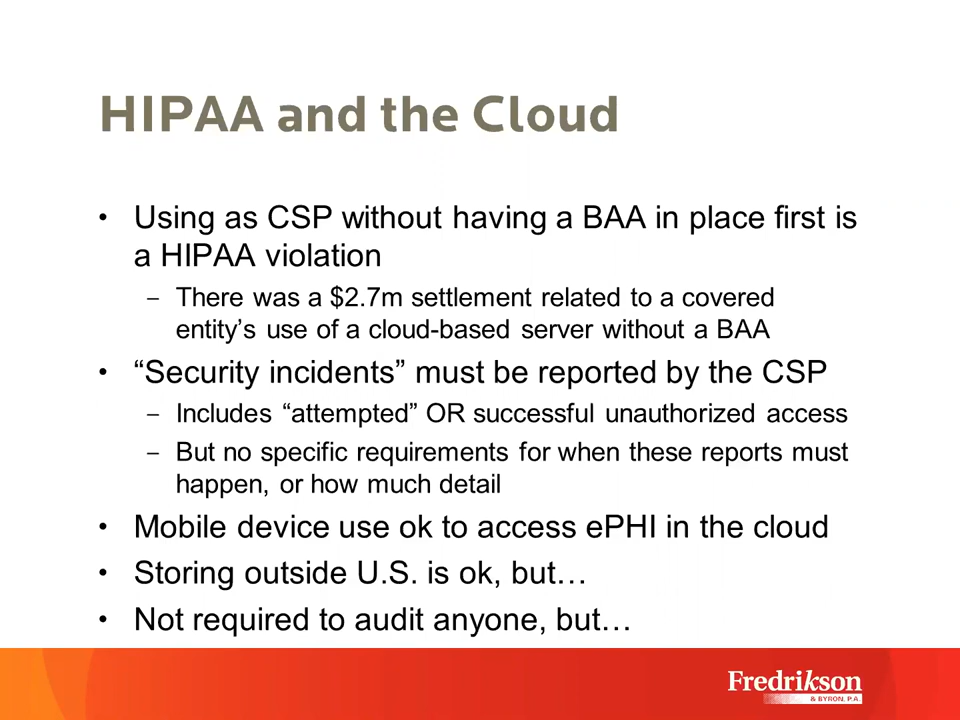 HIPAA and the Cloud
• Using as CSP without having a BAA in place first is
a HIPAA violation
– There was a $2.7m settlement related to a covered
entity’s use of a cloud-based server without a BAA
• “Security incidents” must be reported by the CSP
– Includes “attempted” OR successful unauthorized access
– But no specific requirements for when these reports must
happen, or how much detail
• Mobile device use ok to access ePHI in the cloud
• Storing outside U.S. is ok, but…
• Not required to audit anyone, but…
Fredrikson
& BYRON, P.A.